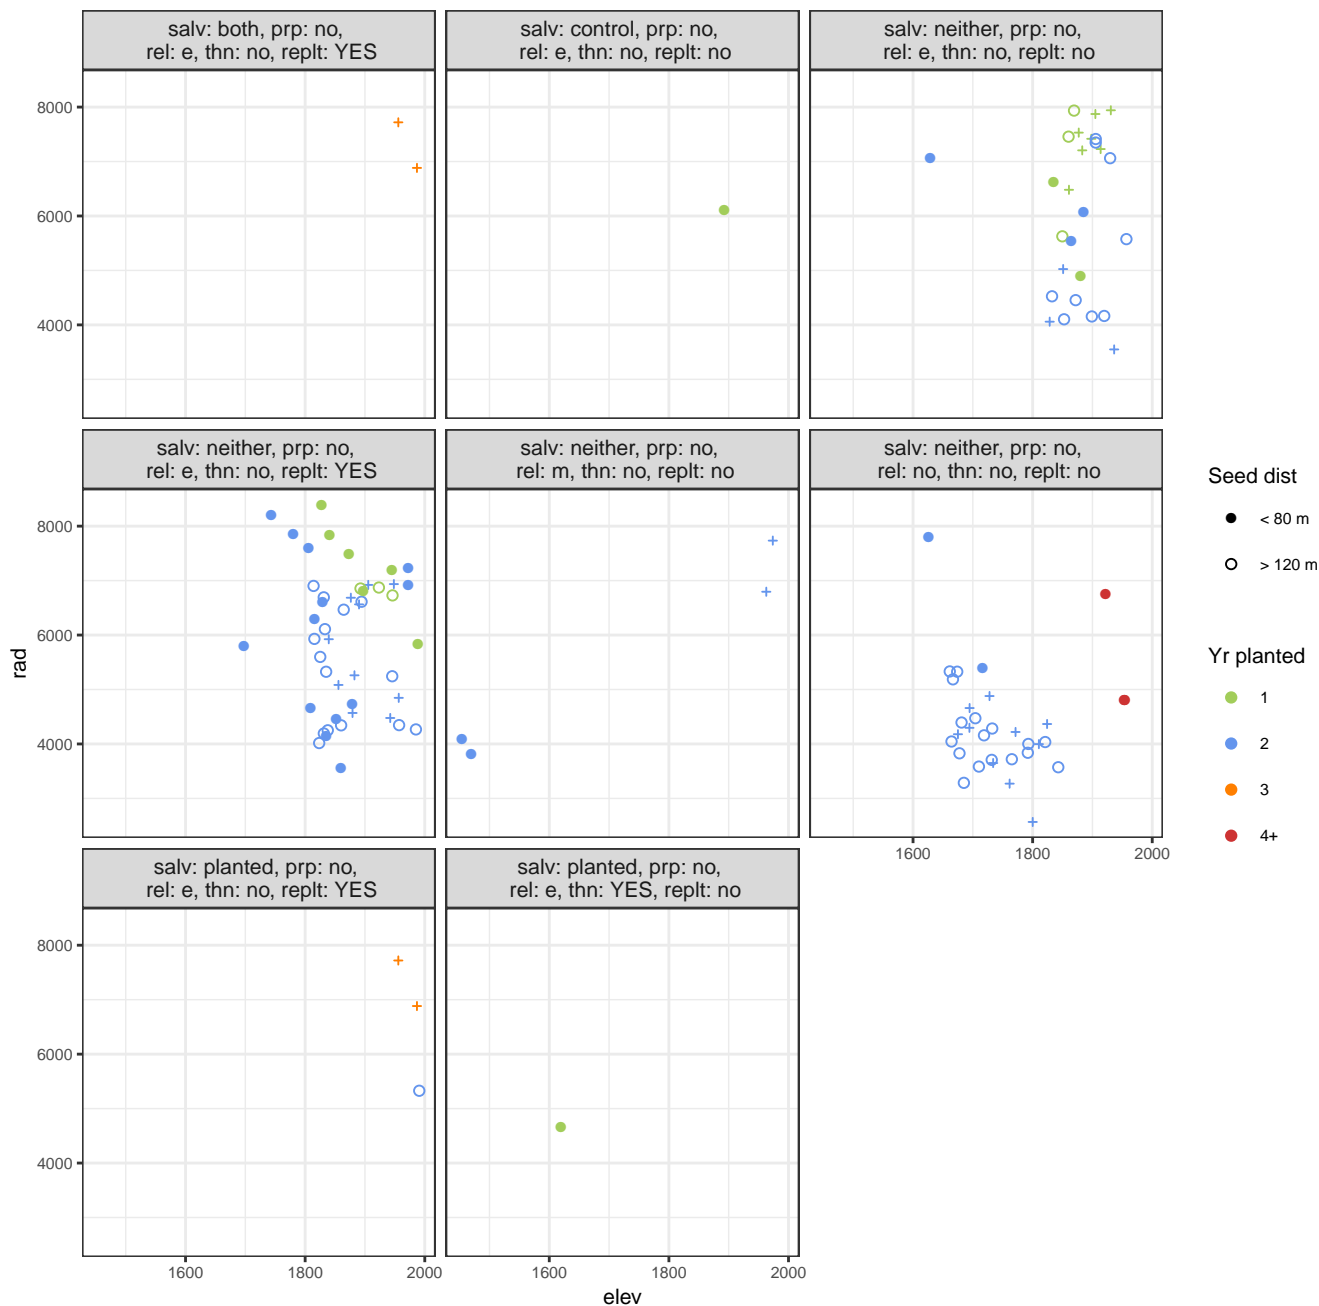 salv: both, prp: no,
rel: e, thn: no, replt: YES
salv: control, prp: no,
rel: e, thn: no, replt: no
salv: neither, prp: no,
rel: e, thn: no, replt: no
8000
6000
4000
salv: neither, prp: no,
rel: e, thn: no, replt: YES
salv: neither, prp: no,
rel: m, thn: no, replt: no
salv: neither, prp: no,
rel: no, thn: no, replt: no
8000
6000
4000
1600 1800 2000
salv: planted, prp: no,
rel: e, thn: no, replt: YES
salv: planted, prp: no,
rel: e, thn: YES, replt: no
8000
6000
4000
1600 1800 2000
1600 1800 2000
elev
rad
Seed dist
< 80 m
> 120 m
Yr planted
1
2
3
4+